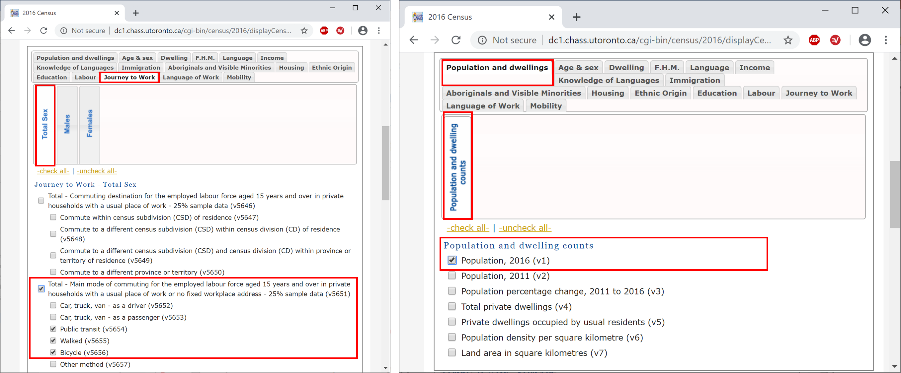 2016 Census
Not secure | dc1.chass.utoronto.ca/cgi-bin/census/2016/displayCens...
ABP
Population and dwellings Age & sex Dwelling F.H.M. Language Income
Knowledge of Languages Immigration Aboriginals and Visible Minorities Housing Ethnic Origin
Education Labour Journey to Work Language of Work Mobility
Total Sex
Males
Females
-check all- | -uncheck all-
Journey to Work - Total Sex
Total - Commuting destination for the employed labour force aged 15 years and over in private
households with a usual place of work - 25% sample data (v5646)
Commute within census subdivision (CSD) of residence (v5647)
Commute to a different census subdivision (CSD) within census division (CD) of residence
(v5648)
Commute to a different census subdivision (CSD) and census division (CD) within province or
territory of residence (v5649)
Commute to a different province or territory (v5650)
Total - Main mode of commuting for the employed labour force aged 15 years and over in private
households with a usual place of work or no fixed workplace address - 25% sample data (v5651)
Car, truck, van - as a driver (v5652)
Car, truck, van - as a passenger (v5653)
Public transit (v5654)
Walked (v5655)
Bicycle (v5656)
Other method (v5657)
2016 Census
Not secure | dc1.chass.utoronto.ca/cgi-bin/census/2016/displayCe...
ABP
Population and dwellings Age & sex Dwelling F.H.M. Language Income
Knowledge of Languages Immigration
Aboriginals and Visible Minorities Housing Ethnic Origin Education Labour Journey to Work
Language of Work Mobility
Population and dwelling
counts
-check all- | -uncheck all-
Population and dwelling counts
Population, 2016 (v1)
Population, 2011 (v2)
Population percentage change, 2011 to 2016 (v3)
Total private dwellings (v4)
Private dwellings occupied by usual residents (v5)
Population density per square kilometre (v6)
Land area in square kilometres (v7)